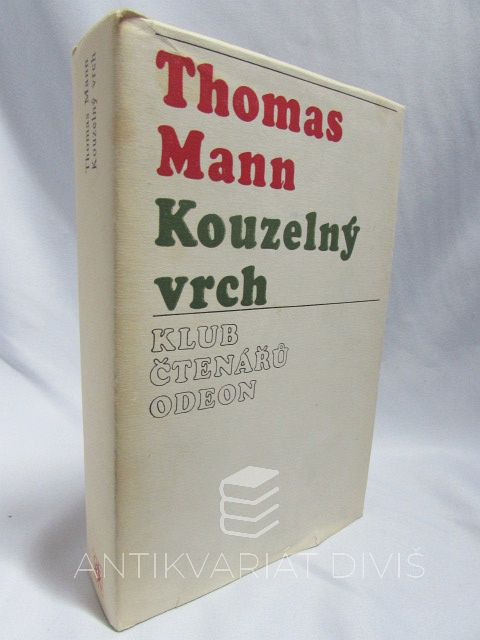 Thomas Mann
Kouzelný vrch
Thomas
Mann
Kouzelný
vrch
KLUB
ČTENÁŘŮ
ODEON
ANTIKVARIÁT DIVIŠ